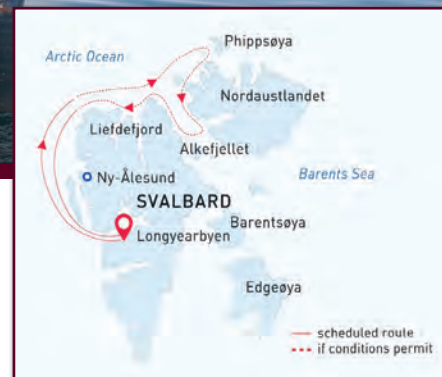 Phippsøya
Arctic Ocean
Nordaustlandet
Liefdefjord
Alkefjellet
Ny-Ålesund
Barents Sea
SVALBARD
Barentsøya
Longyearbyen
Edgeøya
scheduled route
if conditions permit